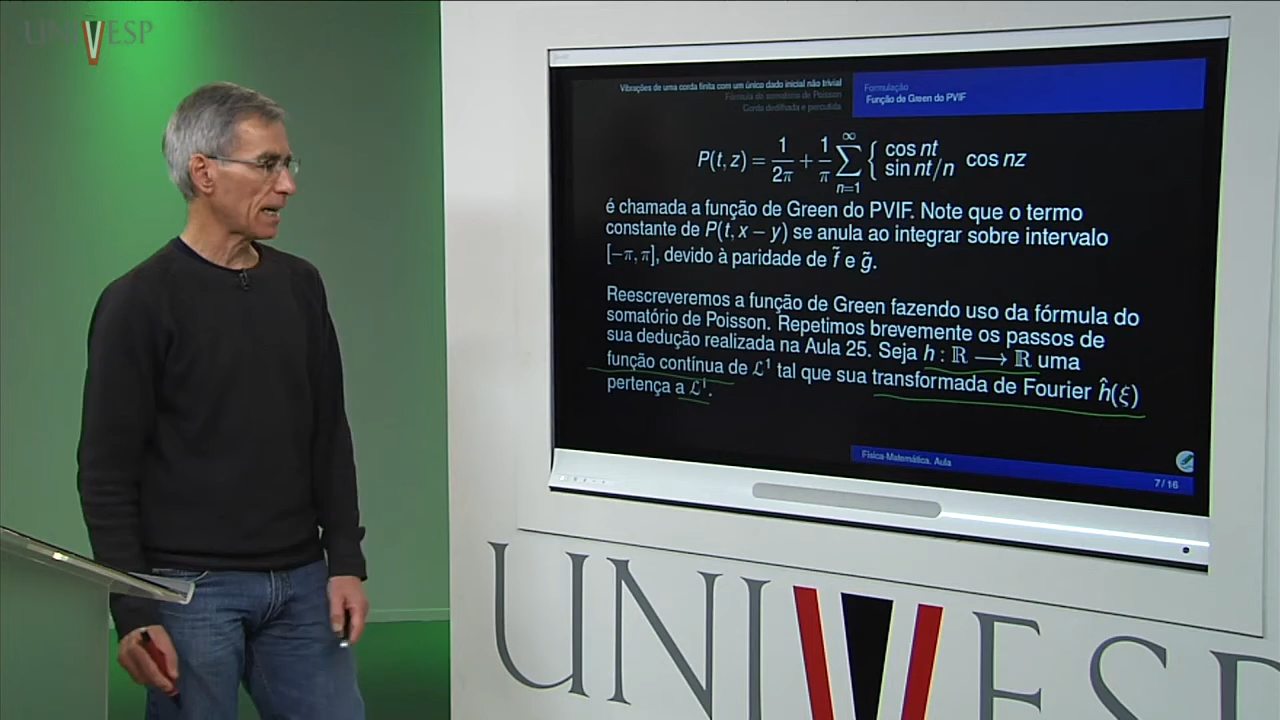 UNIVESP
Vibrações de uma corda finita com um único dado inicial não trivial
Fórmula do somatório de Poisson
Corda dedilhada e percutida
Formulação
Função de Green do PVIF
P(t, z) = 1/2π + 1/π ∑_{n=1}^{∞} { cos nt sin nt/n cos nz
é chamada a função de Green do PVIF. Note que o termo
constante de P(t, x − y) se anula ao integrar sobre intervalo
[−π, π], devido à paridade de f̃ e g̃.
Reescreveremos a função de Green fazendo uso da fórmula do
somatório de Poisson. Repetimos brevemente os passos de
sua dedução realizada na Aula 25. Seja h : ℝ ⟶ ℝ uma
função contínua de ℒ¹ tal que sua transformada de Fourier ĥ(ξ)
pertença a ℒ¹.
Física-Matemática, Aula
7 / 16
UNIVESP